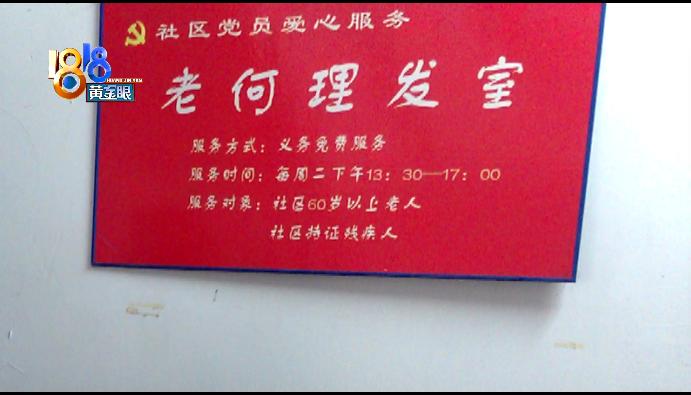 社区党员爱心服务
1818
HUANGJINYAN
黄金眼
老何理发室
服务方式：义务免费服务
服务时间：每周二下午13：30—17：00
服务对象：社区60岁以上老人
社区持证残疾人